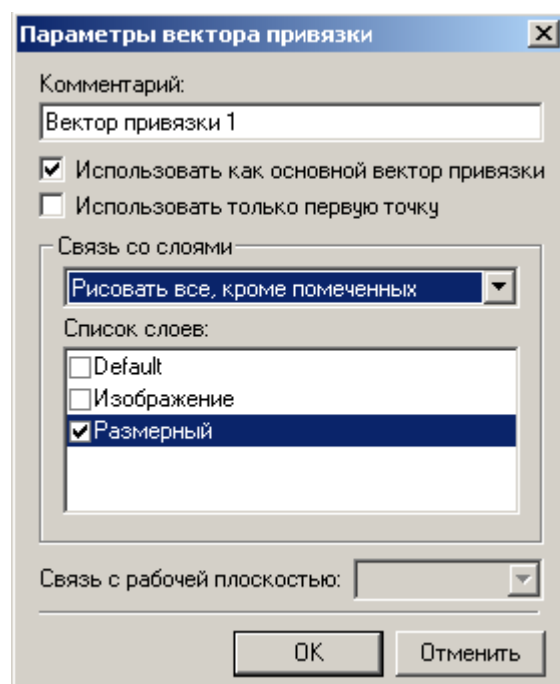 Параметры вектора привязки
Комментарий:
Вектор привязки 1
Использовать как основной вектор привязки
Использовать только первую точку
Связь со слоями
Рисовать все, кроме помеченных
Список слоев:
Default
Изображение
Размерный
Связь с рабочей плоскостью:
OK
Отменить